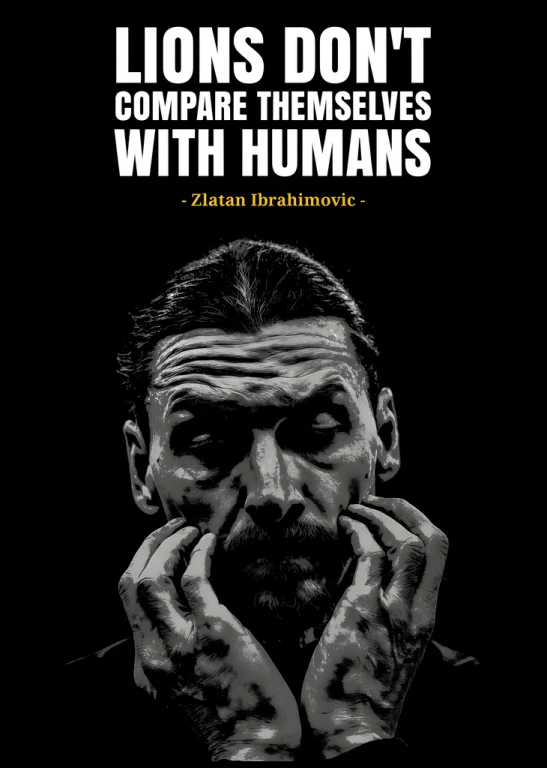 LIONS DON'T
COMPARE THEMSELVES
WITH HUMANS
- Zlatan Ibrahimovic -